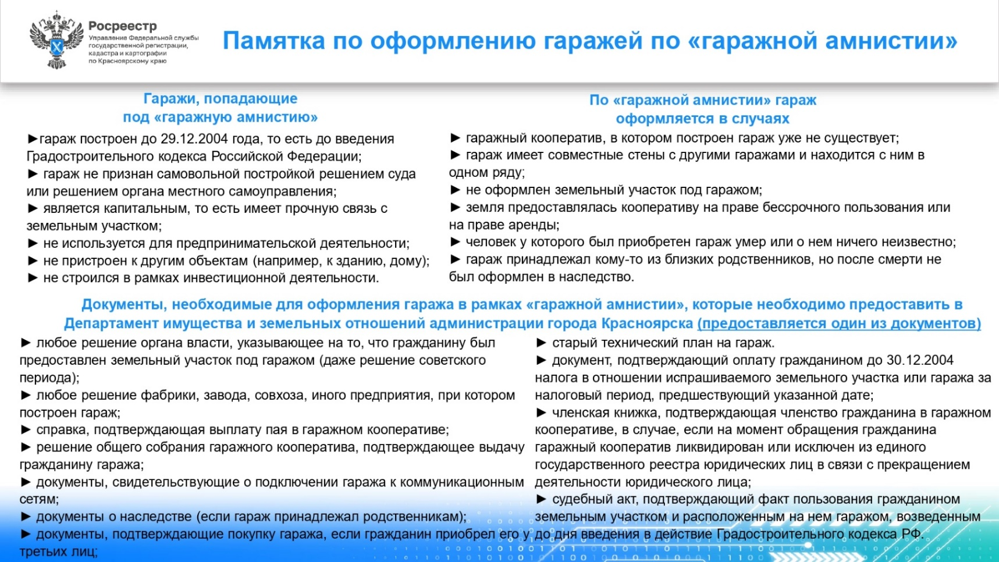 Росреестр
Управление Федеральной службы
государственной регистрации,
кадастра и картографии
по Красноярскому краю
Памятка по оформлению гаражей по «гаражной амнистии»
Гаражи, попадающие
под «гаражную амнистию»
►гараж построен до 29.12.2004 года, то есть до введения
Градостроительного кодекса Российской Федерации;
► гараж не признан самовольной постройкой решением суда
или решением органа местного самоуправления;
► является капитальным, то есть имеет прочную связь с
земельным участком;
► не используется для предпринимательской деятельности;
► не пристроен к другим объектам (например, к зданию, дому);
► не строился в рамках инвестиционной деятельности.
По «гаражной амнистии» гараж
оформляется в случаях
► гаражный кооператив, в котором построен гараж уже не существует;
► гараж имеет совместные стены с другими гаражами и находится с ним в
одном ряду;
► не оформлен земельный участок под гаражом;
► земля предоставлялась кооперативу на праве бессрочного пользования или
на праве аренды;
► человек у которого был приобретен гараж умер или о нем ничего неизвестно;
► гараж принадлежал кому-то из близких родственников, но после смерти не
был оформлен в наследство.
Документы, необходимые для оформления гаража в рамках «гаражной амнистии», которые необходимо предоставить в
Департамент имущества и земельных отношений администрации города Красноярска (предоставляется один из документов)
► любое решение органа власти, указывающее на то, что гражданину был
предоставлен земельный участок под гаражом (даже решение советского
периода);
► любое решение фабрики, завода, совхоза, иного предприятия, при котором
построен гараж;
► справка, подтверждающая выплату пая в гаражном кооперативе;
► решение общего собрания гаражного кооператива, подтверждающее выдачу
гражданину гаража;
► документы, свидетельствующие о подключении гаража к коммуникационным
сетям;
► документы о наследстве (если гараж принадлежал родственникам);
► документы, подтверждающие покупку гаража, если гражданин приобрел его у
третьих лиц;
► старый технический план на гараж.
► документ, подтверждающий оплату гражданином до 30.12.2004
налога в отношении испрашиваемого земельного участка или гаража за
налоговый период, предшествующий указанной дате;
► членская книжка, подтверждающая членство гражданина в гаражном
кооперативе, в случае, если на момент обращения гражданина
гаражный кооператив ликвидирован или исключен из единого
государственного реестра юридических лиц в связи с прекращением
деятельности юридического лица;
► судебный акт, подтверждающий факт пользования гражданином
земельным участком и расположенным на нем гаражом, возведенным
до дня введения в действие Градостроительного кодекса РФ.